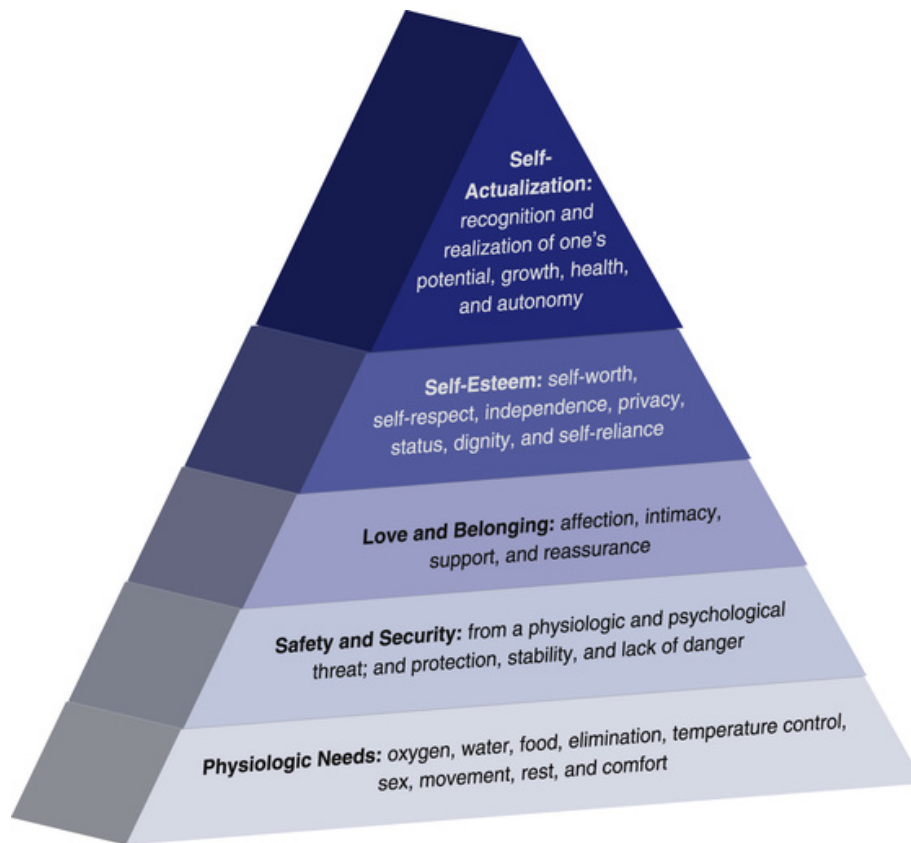 Self-
Actualization:
recognition and
realization of one's
potential, growth, health,
and autonomy
Self-Esteem: self-worth,
self-respect, independence, privacy,
status, dignity, and self-reliance
Love and Belonging: affection, intimacy,
support, and reassurance
Safety and Security: from a physiologic and psychological
threat; and protection, stability, and lack of danger
Physiologic Needs: oxygen, water, food, elimination, temperature control,
sex, movement, rest, and comfort